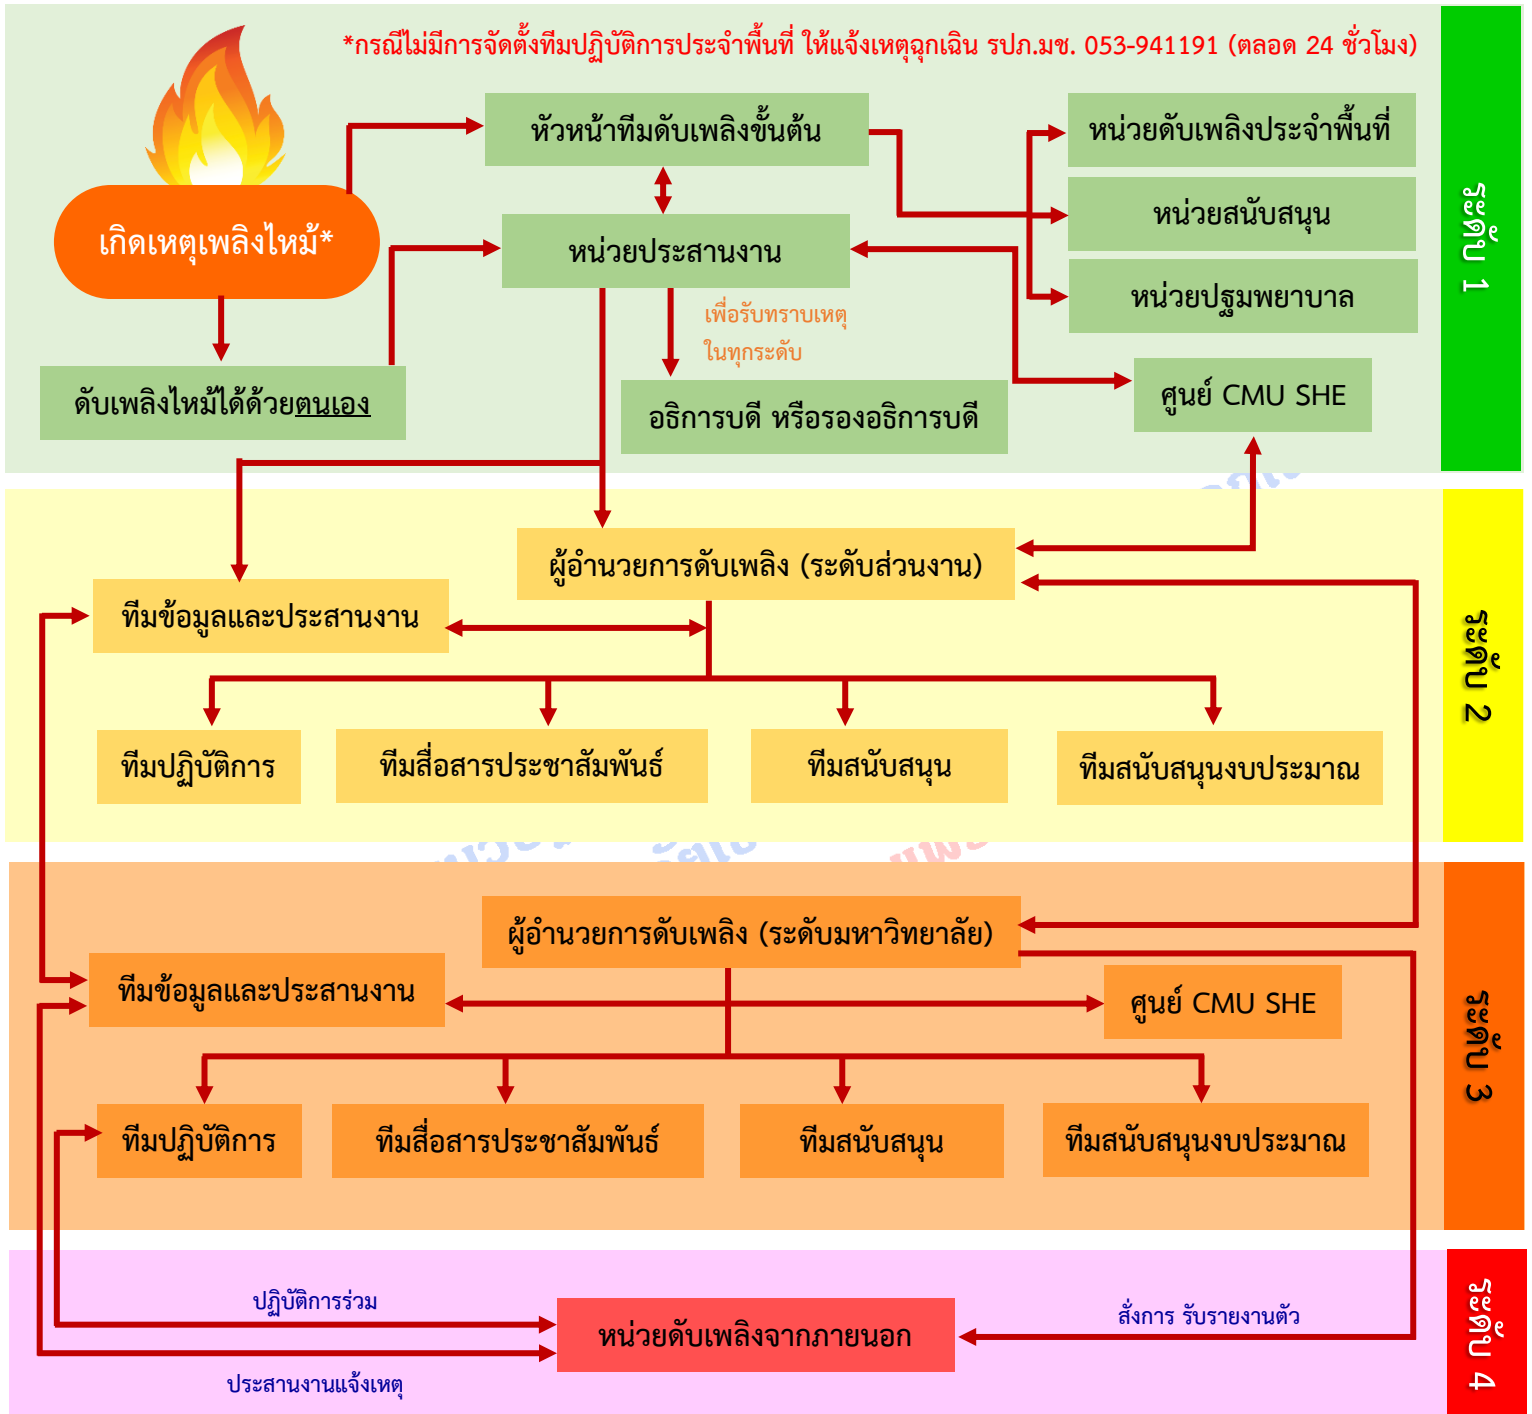 *กรณีไม่มีการจัดตั้งทีมปฏิบัติการประจำพื้นที่ ให้แจ้งเหตุฉุกเฉิน รปภ.มช. 053-941191 (ตลอด 24 ชั่วโมง)
หัวหน้าทีมดับเพลิงขั้นต้น
หน่วยดับเพลิงประจำพื้นที่
หน่วยสนับสนุน
เกิดเหตุเพลิงไหม้*
หน่วยประสานงาน
หน่วยปฐมพยาบาล
เพื่อรับทราบเหตุ
ในทุกระดับ
ดับเพลิงไหม้ได้ด้วยตนเอง
อธิการบดี หรือรองอธิการบดี
ศูนย์ CMU SHE
ระดับ 1
ผู้อำนวยการดับเพลิง (ระดับส่วนงาน)
ทีมข้อมูลและประสานงาน
ทีมปฏิบัติการ
ทีมสื่อสารประชาสัมพันธ์
ทีมสนับสนุน
ทีมสนับสนุนงบประมาณ
ระดับ 2
ผู้อำนวยการดับเพลิง (ระดับมหาวิทยาลัย)
ทีมข้อมูลและประสานงาน
ศูนย์ CMU SHE
ทีมปฏิบัติการ
ทีมสื่อสารประชาสัมพันธ์
ทีมสนับสนุน
ทีมสนับสนุนงบประมาณ
ระดับ 3
ปฏิบัติการร่วม
หน่วยดับเพลิงจากภายนอก
สั่งการ รับรายงานตัว
ประสานงานแจ้งเหตุ
ระดับ 4